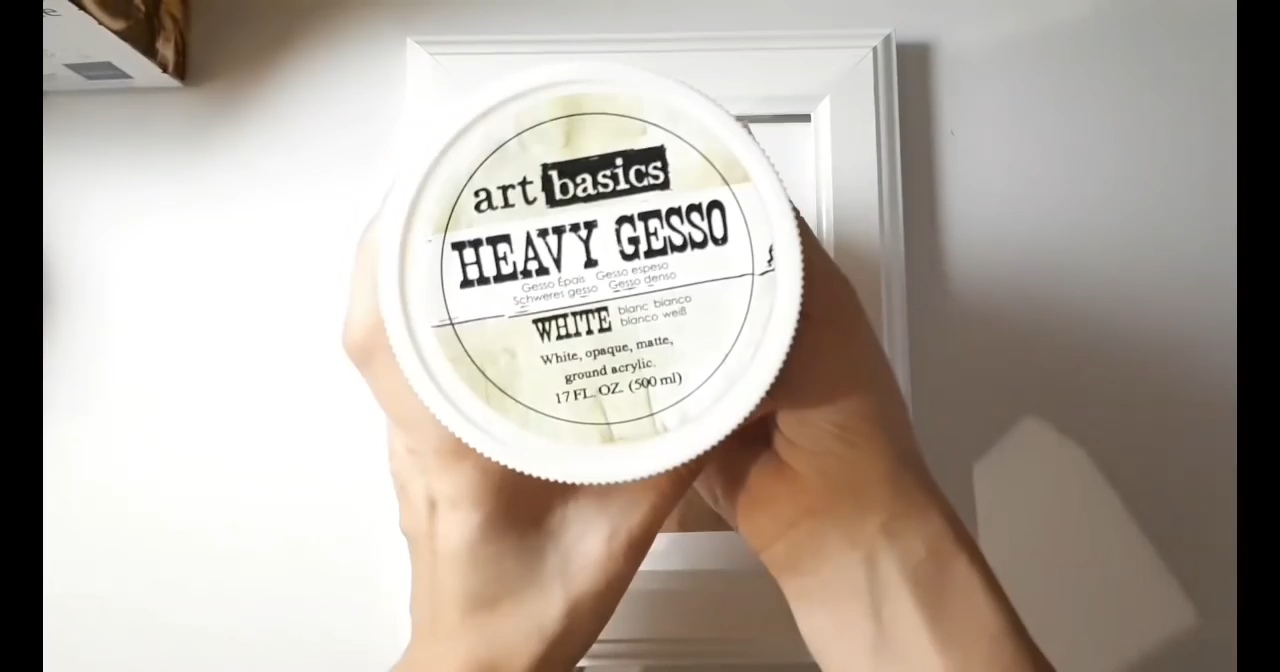 art basics
HEAVY GESSO
Gesso Épais Gesso espeso
Schweres gesso Gesso denso
WHITE blanc bianco
blanco weiß
White, opaque, matte,
ground acrylic.
17 FL. OZ. (500 ml)